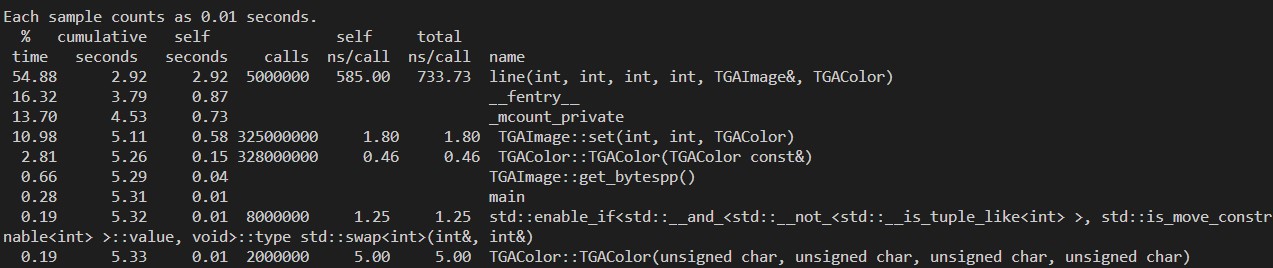 Each sample counts as 0.01 seconds.
  %   cumulative   self              self     total
 time   seconds   seconds    calls  ns/call  ns/call  name
54.88      2.92     2.92  5000000   585.00   733.73  line(int, int, int, int, TGAImage&, TGAColor)
16.32      3.79     0.87                             __fentry__
13.70      4.53     0.73                             _mcount_private
10.98      5.11     0.58 325000000     1.80     1.80  TGAImage::set(int, int, TGAColor)
 2.81      5.26     0.15 328000000     0.46     0.46  TGAColor::TGAColor(TGAColor const&)
 0.66      5.29     0.04                             TGAImage::get_bytespp()
 0.28      5.31     0.01                             main
 0.19      5.32     0.01  8000000     1.25     1.25  std::enable_if<std::__and_<std::__not_<std::__is_tuple_like<int> >, std::is_move_constr
nable<int> >::value, void>::type std::swap<int>(int&, int&)
 0.19      5.33     0.01  2000000     5.00     5.00  TGAColor::TGAColor(unsigned char, unsigned char, unsigned char, unsigned char)